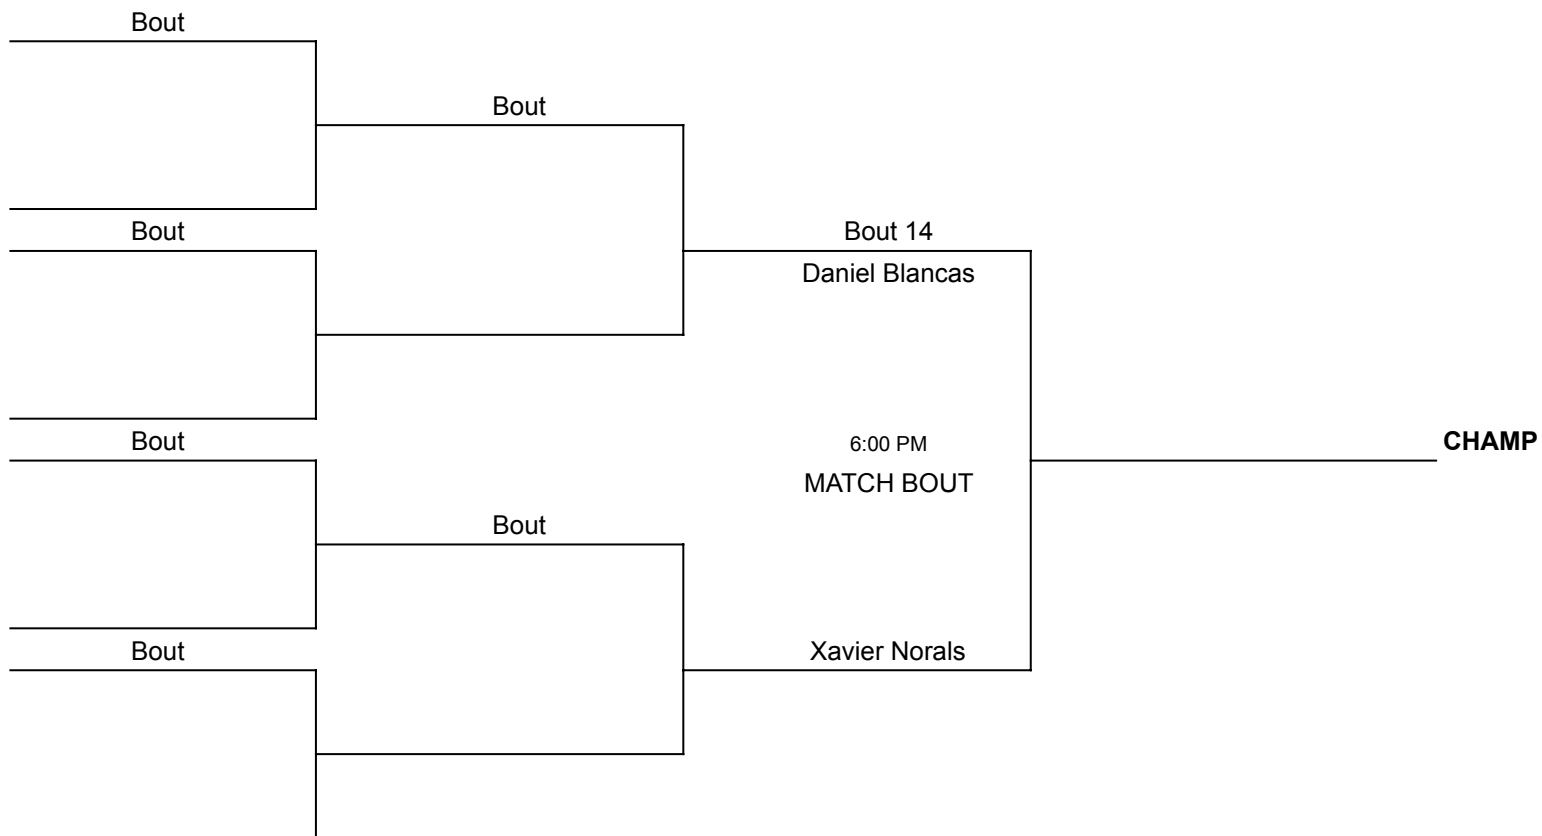 Bout
Bout
Bout
Bout 14
Daniel Blancas
Bout
6:00 PM
CHAMP
MATCH BOUT
Bout
Bout
Xavier Norals